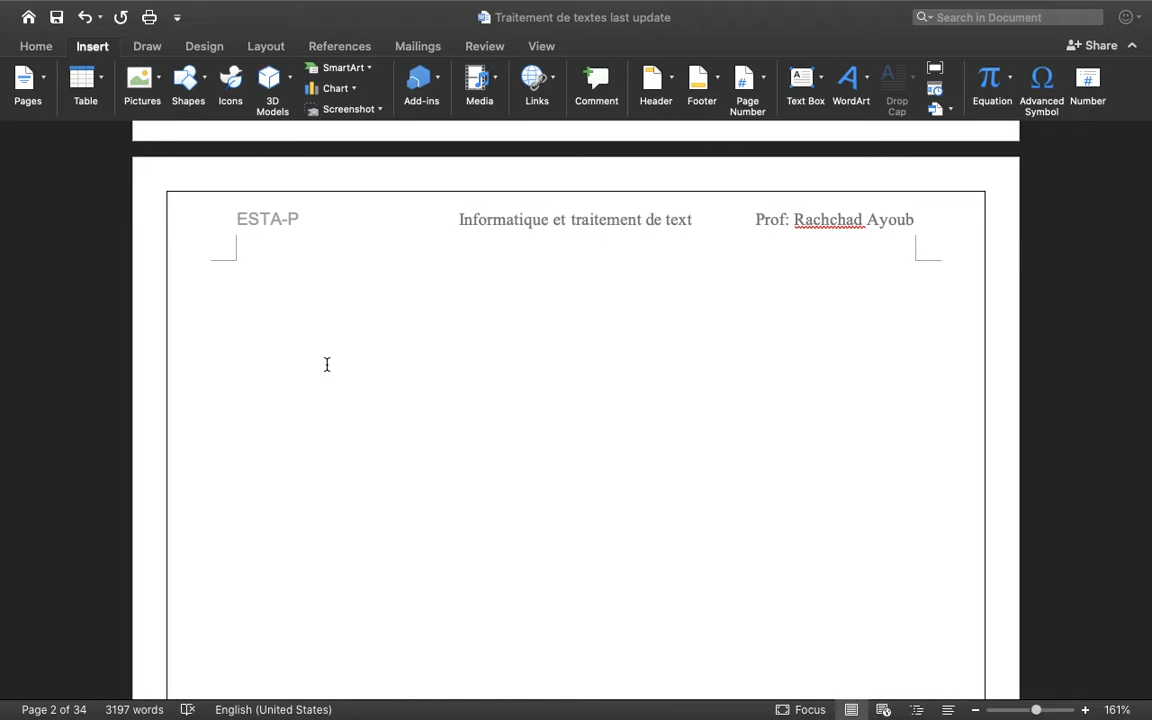 Traitement de textes last update
Search in Document
Home Insert Draw Design Layout References Mailings Review View Share
Pages Table Pictures Shapes Icons 3D Models SmartArt Chart Screenshot Add-ins Media Links Comment Header Footer Page Number Text Box WordArt Drop Cap Equation Advanced Symbol Number
ESTA-P Informatique et traitement de text Prof: Rachchad Ayoub
Page 2 of 34 3197 words English (United States) Focus 161%